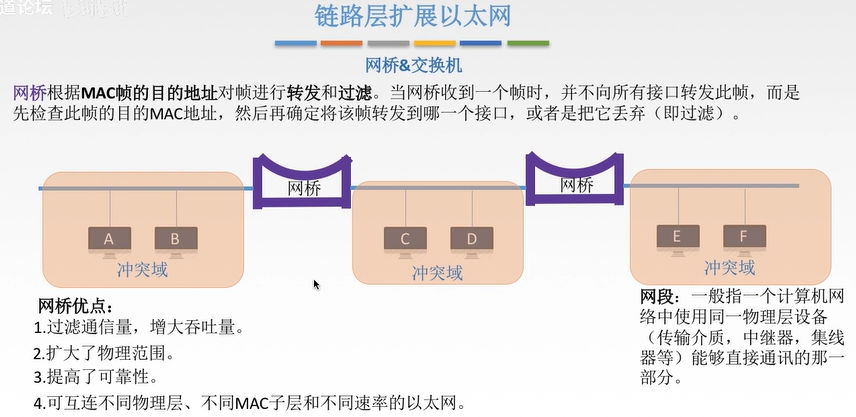 道论坛
链路层扩展以太网
网桥&交换机
网桥根据MAC帧的目的地址对帧进行转发和过滤。当网桥收到一个帧时，并不向所有接口转发此帧，而是
先检查此帧的目的MAC地址，然后再确定将该帧转发到哪一个接口，或者是把它丢弃（即过滤）。
网桥
网桥
A
B
C
D
E
F
冲突域
冲突域
冲突域
网桥优点：
1.过滤通信量，增大吞吐量。
2.扩大了物理范围。
3.提高了可靠性。
4.可互连不同物理层、不同MAC子层和不同速率的以太网。
网段：一般指一个计算机网
络中使用同一物理层设备
（传输介质，中继器，集线
器等）能够直接通讯的那一
部分。